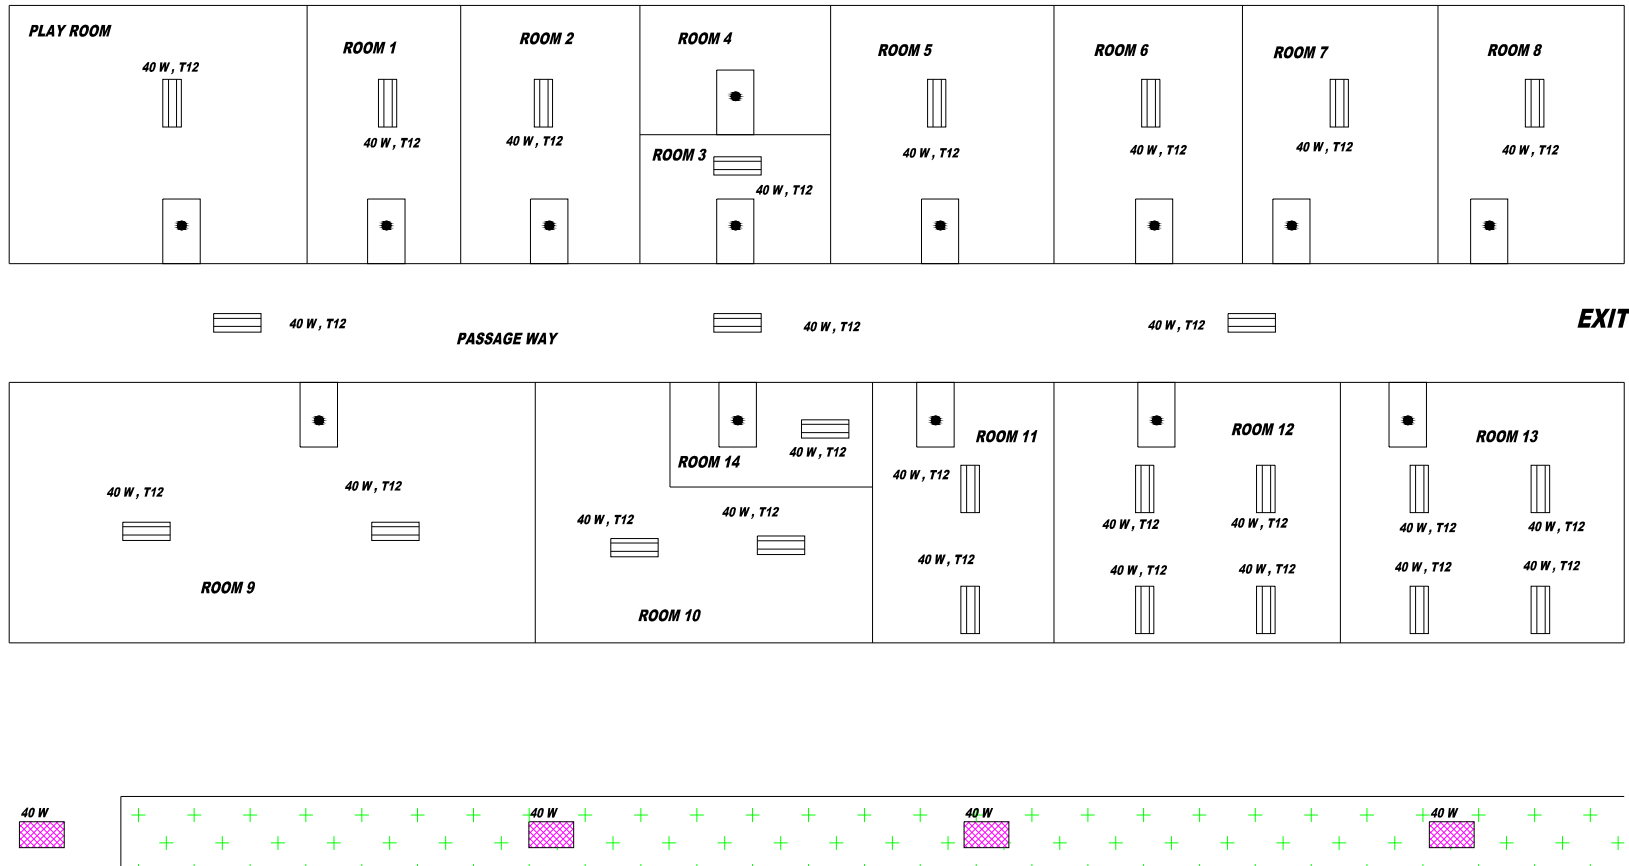 PLAY ROOM
40 W , T12
ROOM 1
40 W , T12
ROOM 2
40 W , T12
ROOM 4
ROOM 3
40 W , T12
ROOM 5
40 W , T12
ROOM 6
40 W , T12
ROOM 7
40 W , T12
ROOM 8
40 W , T12
40 W , T12
PASSAGE WAY
40 W , T12
40 W , T12
EXIT
40 W , T12
40 W , T12
ROOM 9
ROOM 14
40 W , T12
40 W , T12
40 W , T12
ROOM 10
ROOM 11
40 W , T12
40 W , T12
ROOM 12
40 W , T12
40 W , T12
40 W , T12
40 W , T12
ROOM 13
40 W , T12
40 W , T12
40 W , T12
40 W , T12
40 W
40 W
40 W
40 W